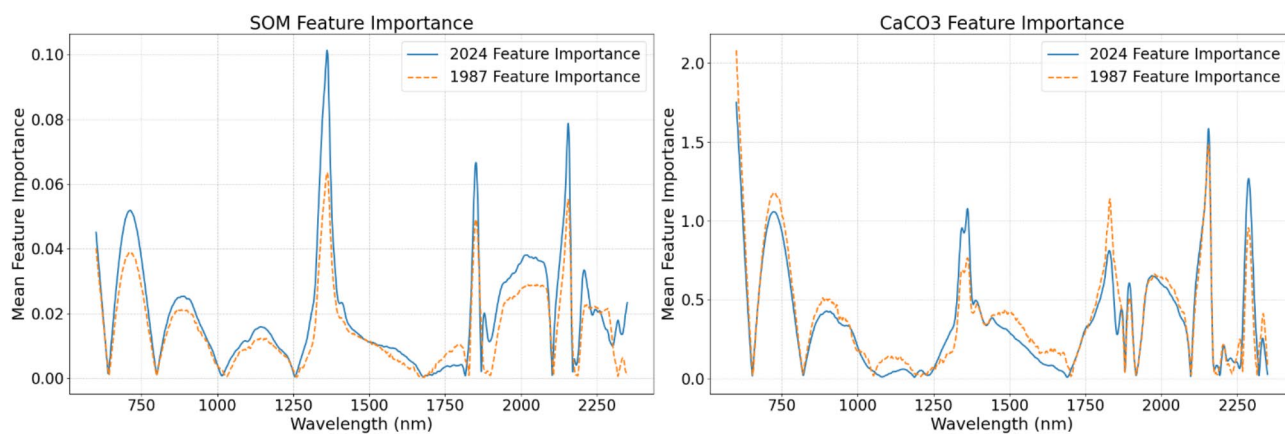 SOM Feature Importance
2024 Feature Importance
1987 Feature Importance
Mean Feature Importance
0.10
0.08
0.06
0.04
0.02
0.00
750
1000
1250
1500
1750
2000
2250
Wavelength (nm)
CaCO3 Feature Importance
2024 Feature Importance
1987 Feature Importance
Mean Feature Importance
2.0
1.5
1.0
0.5
0.0
750
1000
1250
1500
1750
2000
2250
Wavelength (nm)